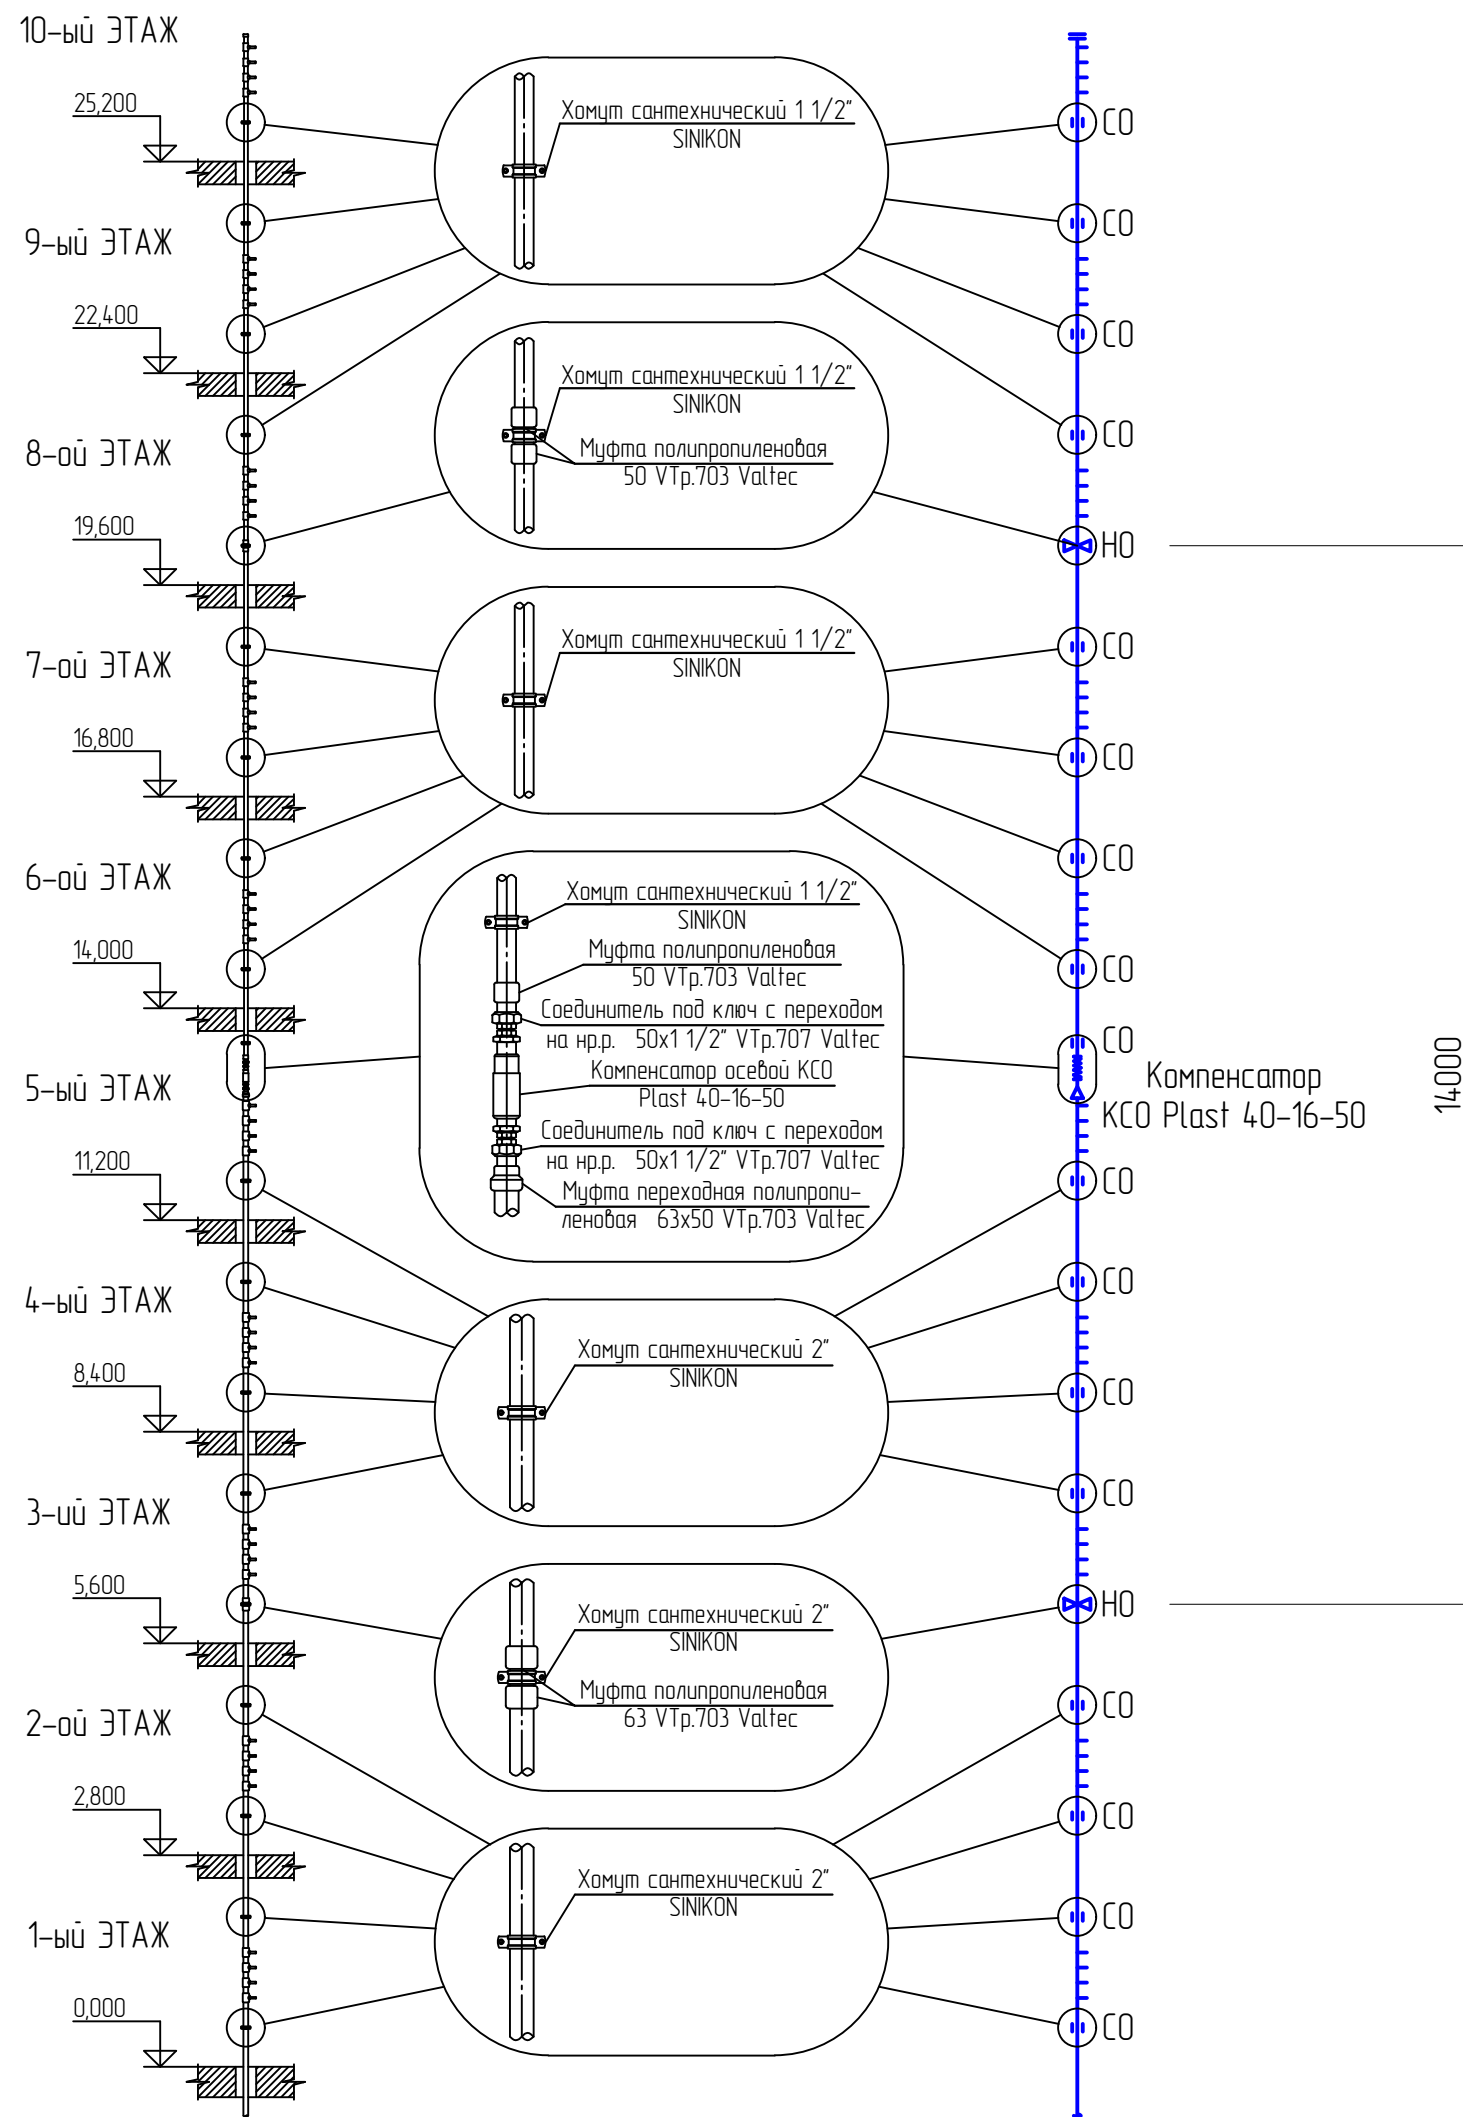 10-ый ЭТАЖ
25,200
9-ый ЭТАЖ
22,400
8-ой ЭТАЖ
19,600
7-ой ЭТАЖ
16,800
6-ой ЭТАЖ
14,000
5-ый ЭТАЖ
11,200
4-ый ЭТАЖ
8,400
3-ий ЭТАЖ
5,600
2-ой ЭТАЖ
2,800
1-ый ЭТАЖ
0,000
Хомут сантехнический 1 1/2"
SINIKON
Хомут сантехнический 1 1/2"
SINIKON
Муфта полипропиленовая
50 VTp.703 Valtec
Хомут сантехнический 1 1/2"
SINIKON
Хомут сантехнический 1 1/2"
SINIKON
Муфта полипропиленовая
50 VTp.703 Valtec
Соединитель под ключ с переходом
на нр.р. 50х1 1/2" VTp.707 Valtec
Компенсатор осевой КСО
Plast 40-16-50
Соединитель под ключ с переходом
на нр.р. 50х1 1/2" VTp.707 Valtec
Муфта переходная полипропи-
леновая 63х50 VTp.703 Valtec
Хомут сантехнический 2"
SINIKON
Хомут сантехнический 2"
SINIKON
Муфта полипропиленовая
63 VTp.703 Valtec
Хомут сантехнический 2"
SINIKON
СО
СО
СО
СО
НО
СО
СО
СО
СО
СО
Компенсатор
КСО Plast 40-16-50
СО
СО
СО
СО
НО
СО
СО
СО
СО
14000